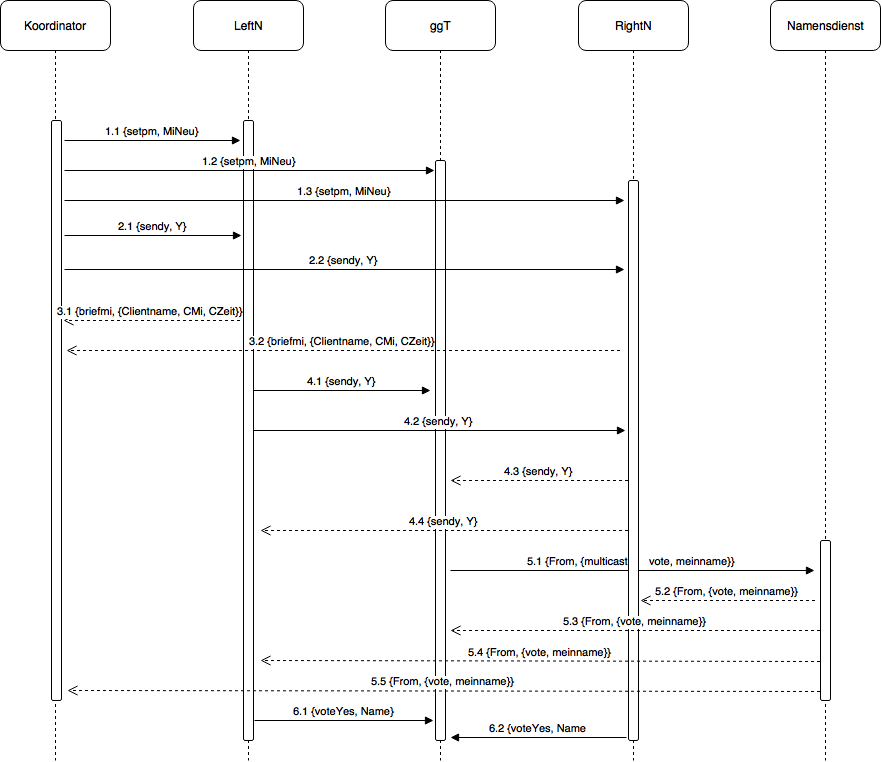 Koordinator
LeftN
ggT
RightN
Namensdienst
1.1 {setpm, MiNeu}
1.2 {setpm, MiNeu}
1.3 {setpm, MiNeu}
2.1 {sendy, Y}
2.2 {sendy, Y}
3.1 {briefmi, {Clientname, CMi, CZeit}}
3.2 {briefmi, {Clientname, CMi, CZeit}}
4.1 {sendy, Y}
4.2 {sendy, Y}
4.3 {sendy, Y}
4.4 {sendy, Y}
5.1 {From, {multicast vote, meinname}}
5.2 {From, {vote, meinname}}
5.3 {From, {vote, meinname}}
5.4 {From, {vote, meinname}}
5.5 {From, {vote, meinname}}
6.1 {voteYes, Name}
6.2 {voteYes, Name